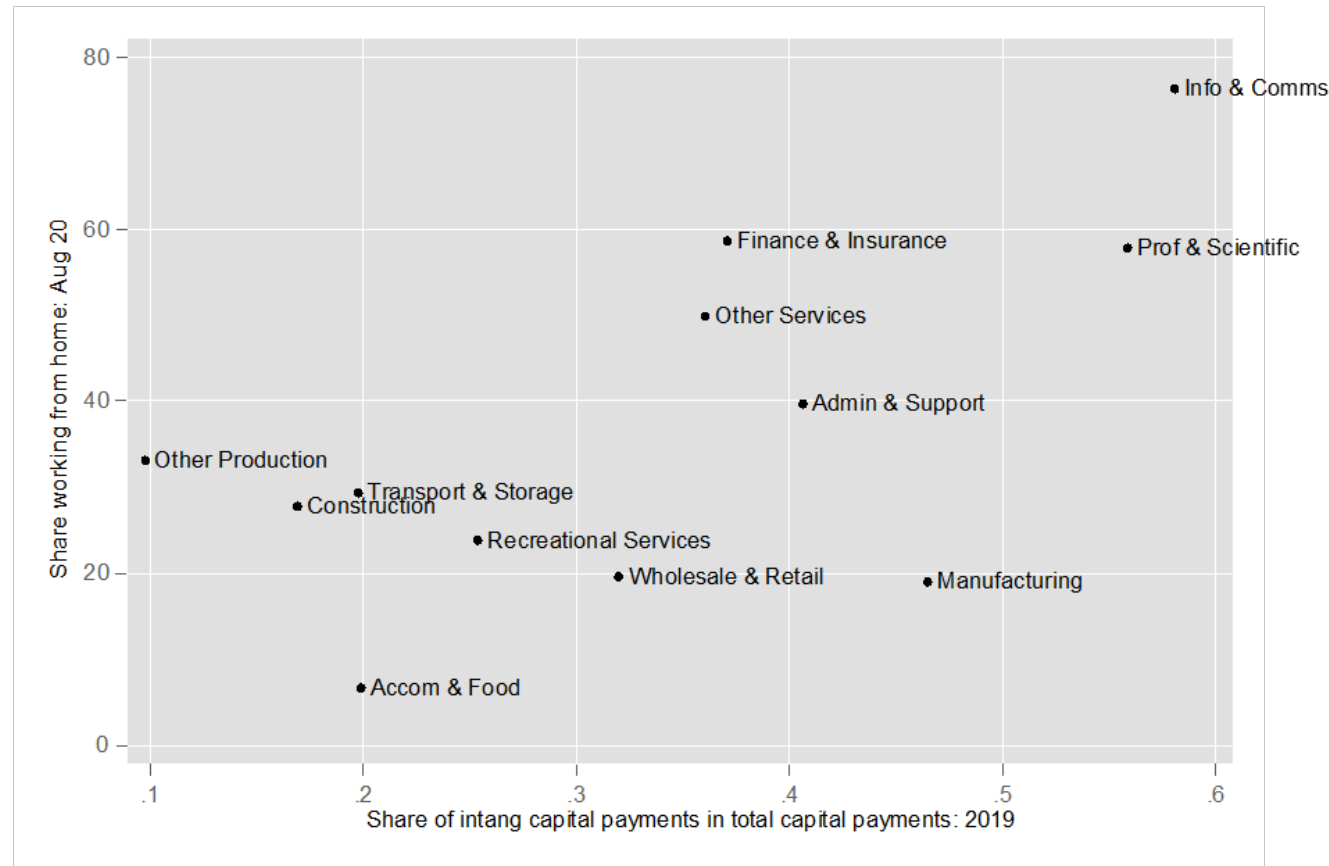 80
Info & Comms
Share working from home: Aug 20
60
Finance & Insurance
Prof & Scientific
Other Services
40
Admin & Support
Other Production
Transport & Storage
Construction
Recreational Services
20
Wholesale & Retail
Manufacturing
Accom & Food
0
.1 .2 .3 .4 .5 .6
Share of intang capital payments in total capital payments: 2019